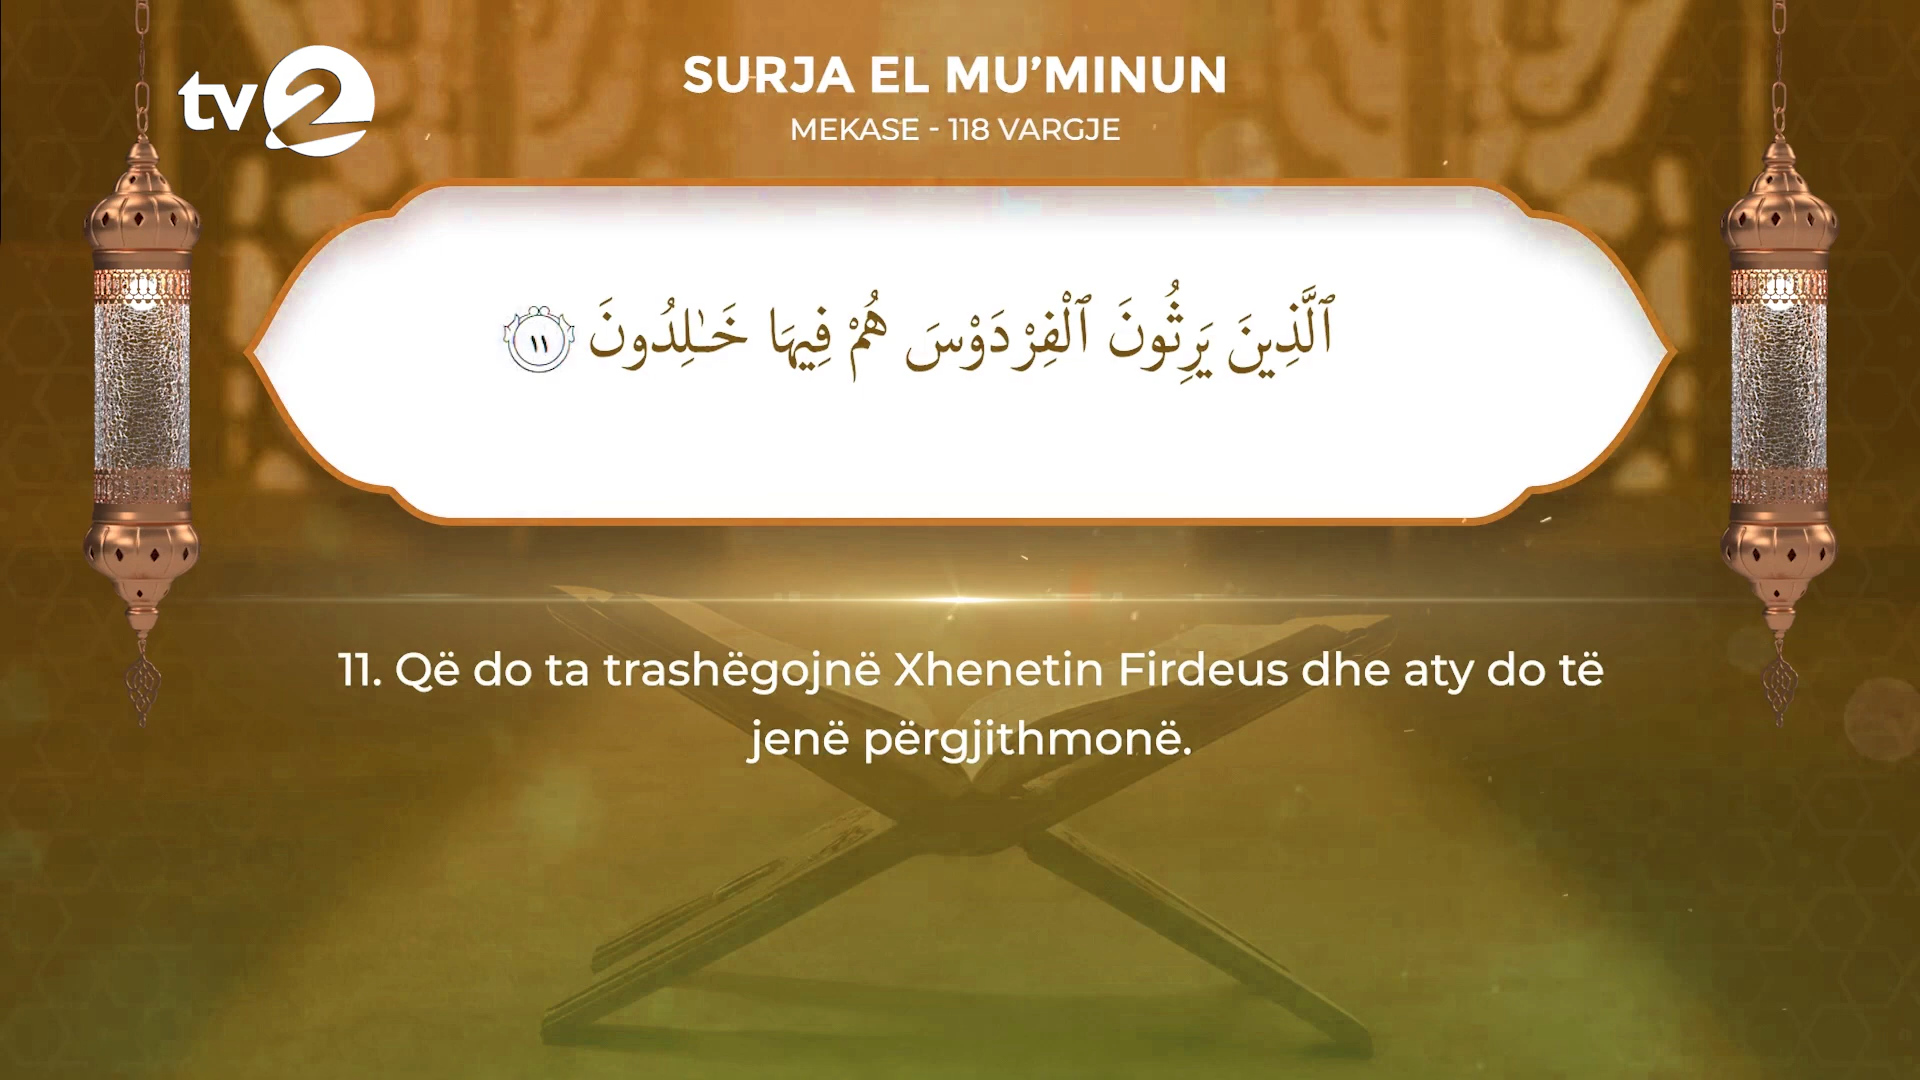 tv2
SURJA EL MU’MINUN
MEKASE - 118 VARGJE
ٱلَّذِينَ يَرِثُونَ ٱلْفِرْدَوْسَ هُمْ فِيهَا خَـٰلِدُونَ ١١
11. Që do ta trashëgojnë Xhenetin Firdeus dhe aty do të
jenë përgjithmonë.